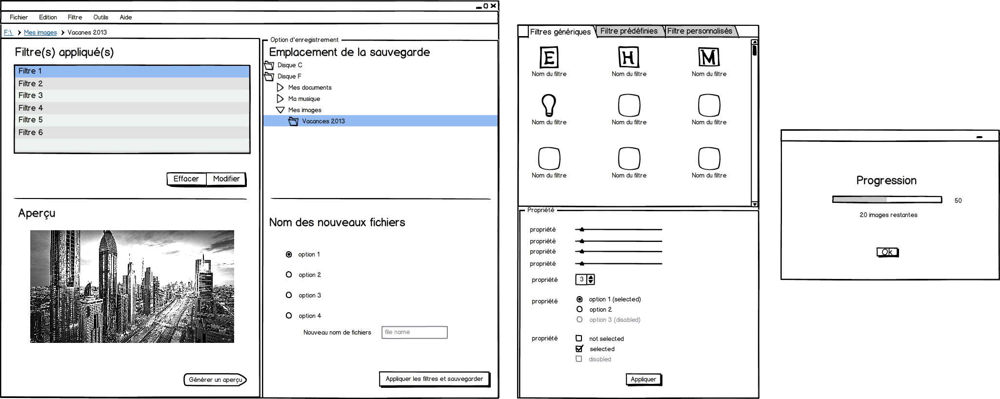 Fichier Edition Filtre Outils Aide
F:\ Mes images Vacanes 2013
Filtre(s) appliqué(s)
Filtre 1
Filtre 2
Filtre 3
Filtre 4
Filtre 5
Filtre 6
Effacer Modifier
Aperçu
Générer un aperçu
Option d'enregistrement
Emplacement de la sauvegarde
Disque C
Disque F
Mes documents
Ma musique
Mes images
Vacances 2013
Nom des nouveaux fichiers
option 1
option 2
option 3
option 4
Nouveau nom de fichiers file name
Appliquer les filtres et sauvegarder
Filtres génériques Filtre prédéfinies Filtre personnalisés
E H M
Nom du filtre Nom du filtre Nom du filtre
Nom du filtre Nom du filtre Nom du filtre
Nom du filtre Nom du filtre Nom du filtre
Propriété
propriété
propriété
propriété
propriété
propriété 3
propriété option 1 (selected)
option 2
option 3 (disabled)
propriété not selected
selected
disabled
Appliquer
Progression
50
20 images restantes
Ok